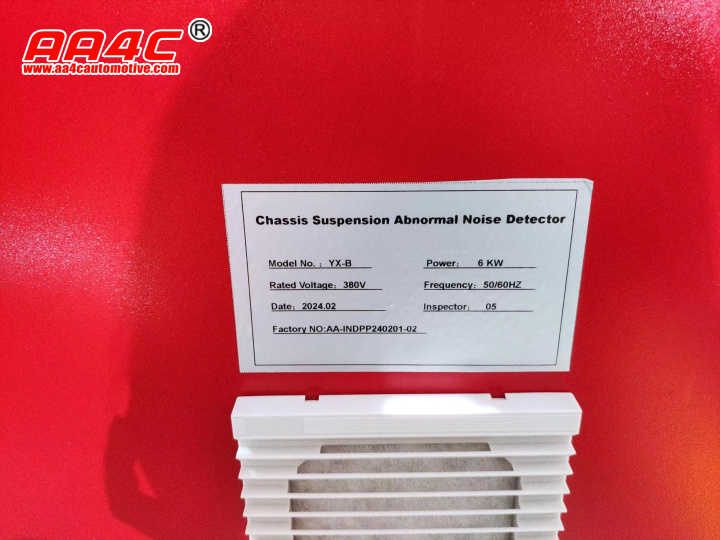 AA4C®
www.aa4cautomotive.com
Chassis Suspension Abnormal Noise Detector
Model No. : YX-B Power: 6 KW
Rated Voltage: 380V Frequency: 50/60HZ
Date: 2024.02 Inspector: 05
Factory NO:AA-INDPP240201-02